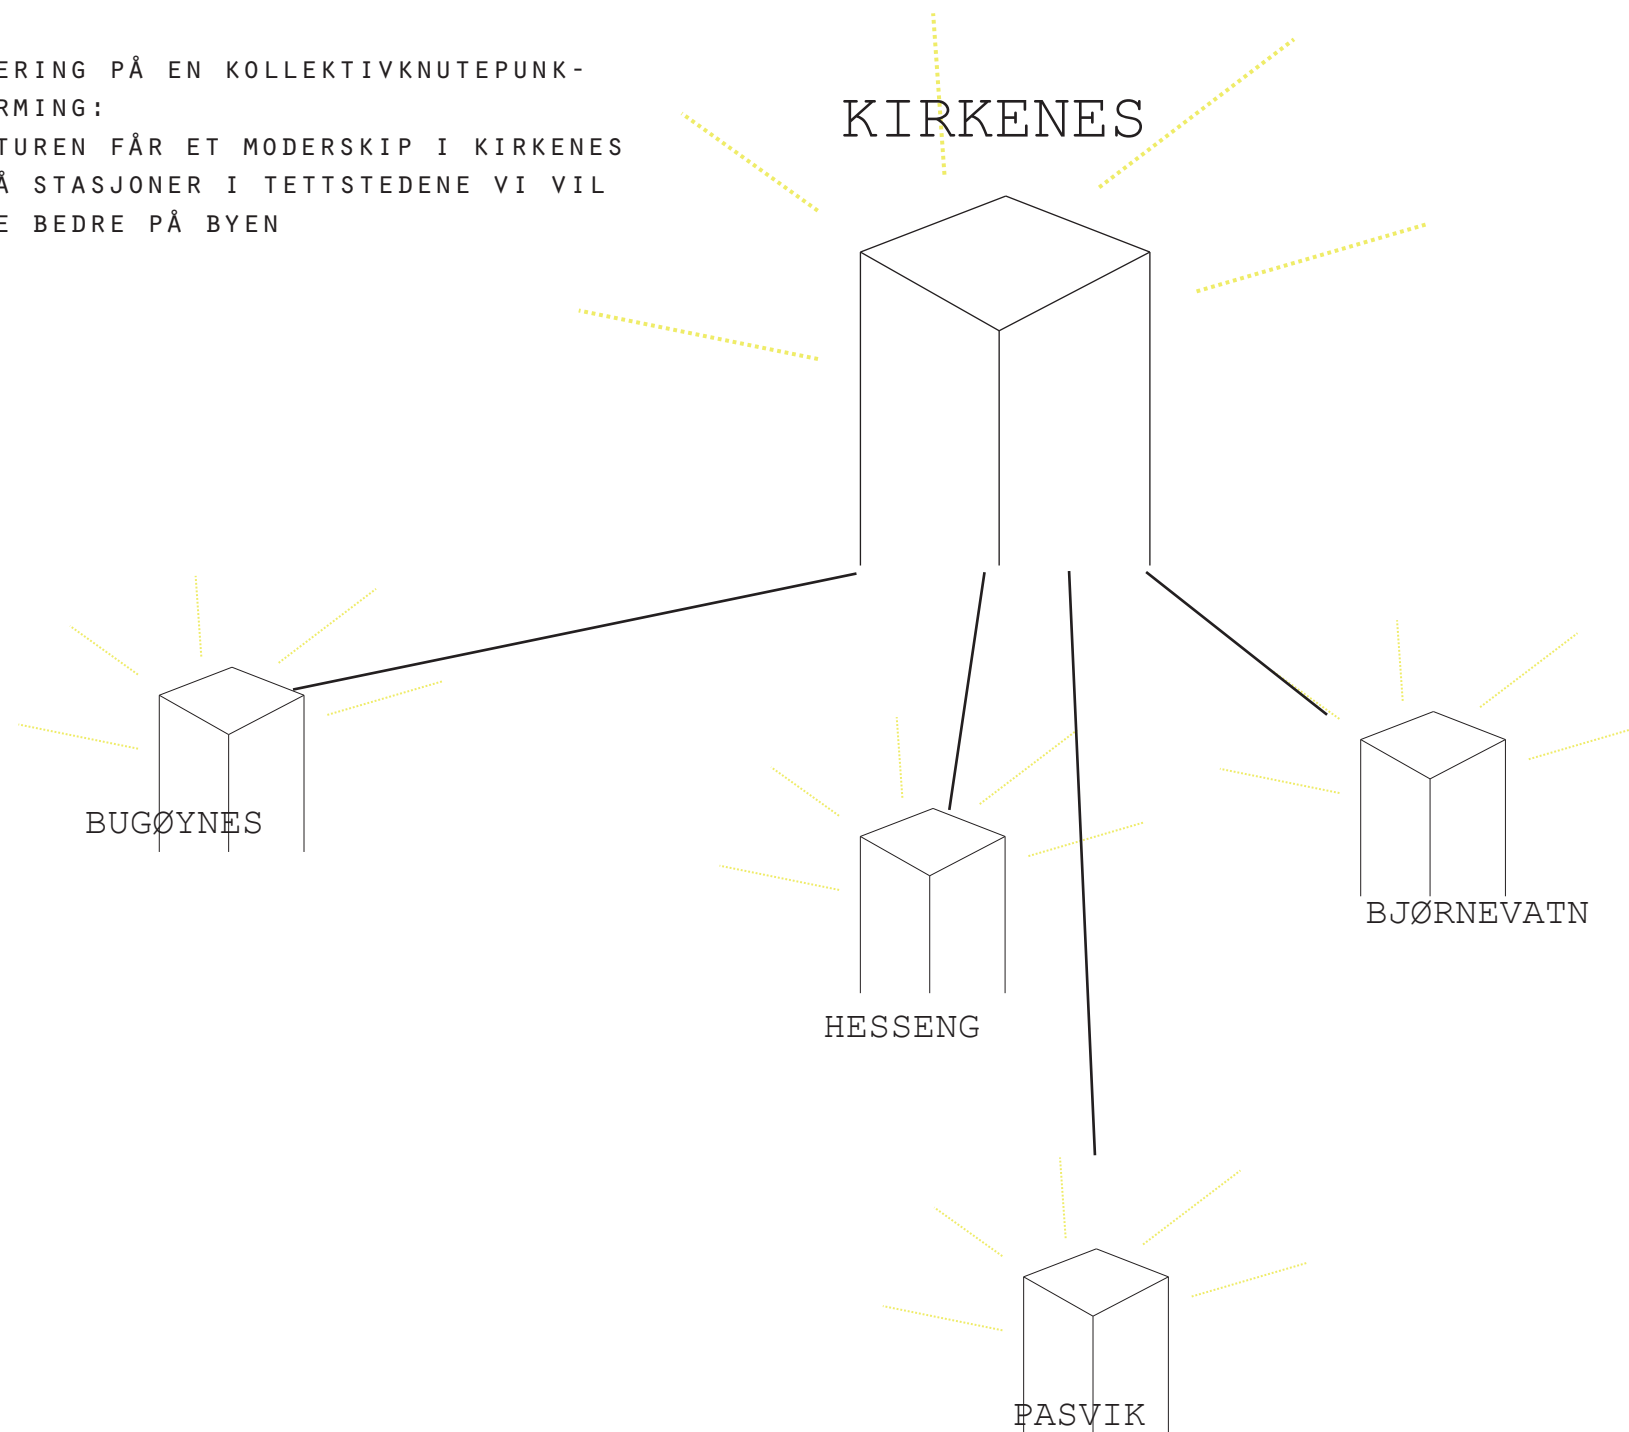 ERING PÅ EN KOLLEKTIVKNUTEPUNK-
RMING:
TUREN FÅR ET MODERSKIP I KIRKENES
Å STASJONER I TETTSTEDENE VI VIL
E BEDRE PÅ BYEN
KIRKENES
BUGØYNES
BJØRNEVATN
HESSENG
PASVIK